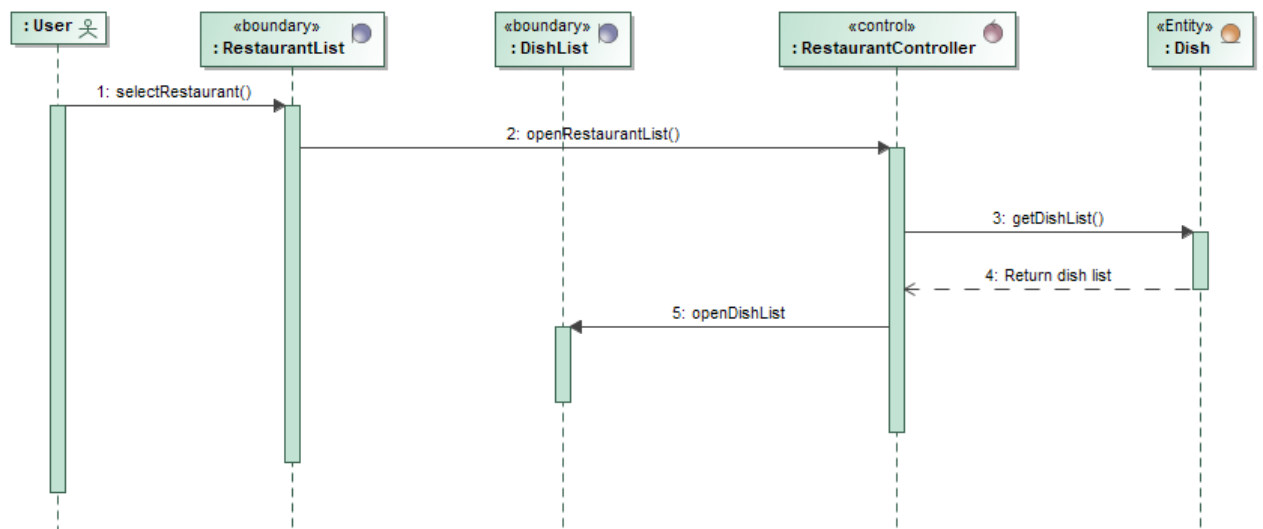 : User
«boundary»
: RestaurantList
«boundary»
: DishList
«control»
: RestaurantController
«Entity»
: Dish
1: selectRestaurant()
2: openRestaurantList()
3: getDishList()
4: Return dish list
5: openDishList